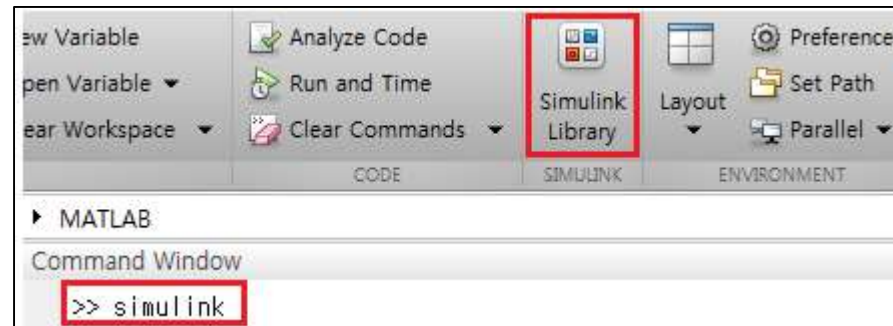 ew Variable
pen Variable
ear Workspace
Analyze Code
Run and Time
Clear Commands
CODE
Simulink
Library
SIMULINK
Layout
Preference
Set Path
Parallel
ENVIRONMENT
MATLAB
Command Window
>> simulink